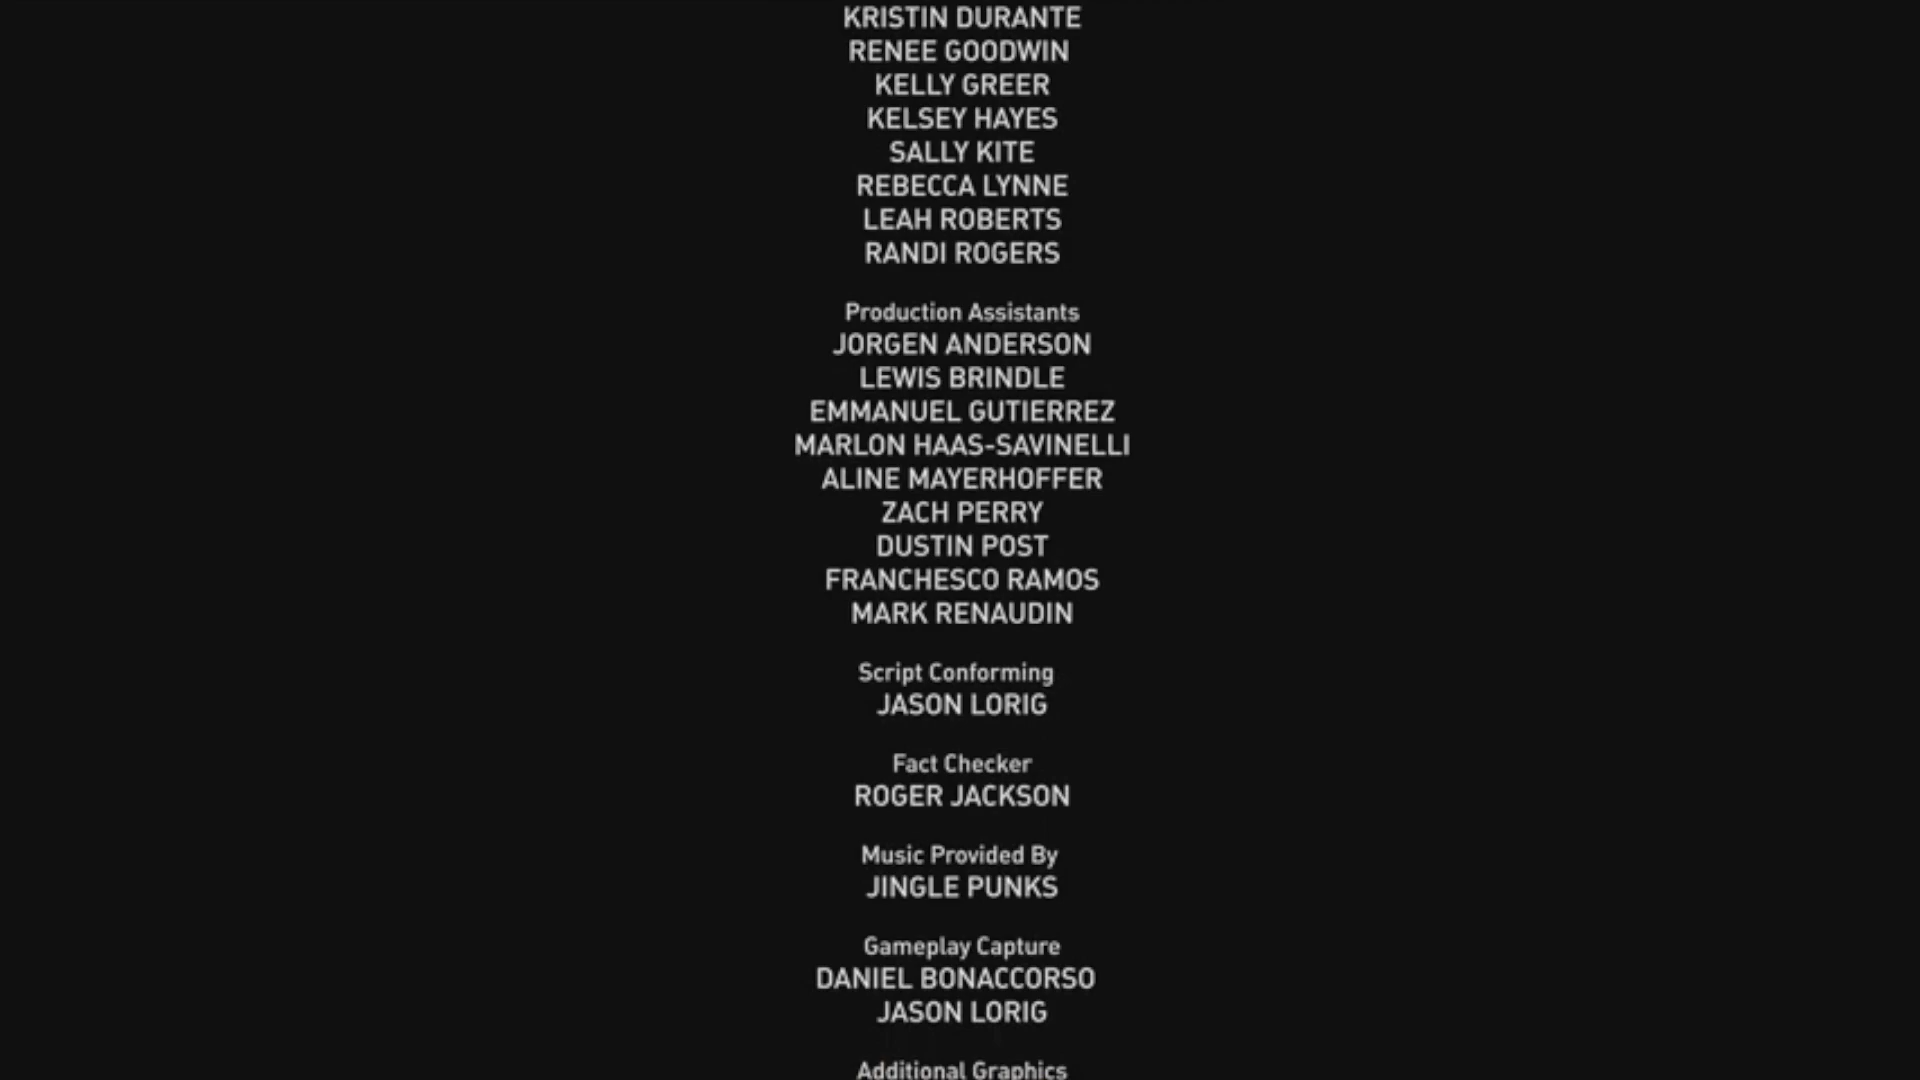 KRISTIN DURANTE
RENEE GOODWIN
KELLY GREER
KELSEY HAYES
SALLY KITE
REBECCA LYNNE
LEAH ROBERTS
RANDI ROGERS
Production Assistants
JORGEN ANDERSON
LEWIS BRINDLE
EMMANUEL GUTIERREZ
MARLON HAAS-SAVINELLI
ALINE MAYERHOFFER
ZACH PERRY
DUSTIN POST
FRANCHESCO RAMOS
MARK RENAUDIN
Script Conforming
JASON LORIG
Fact Checker
ROGER JACKSON
Music Provided By
JINGLE PUNKS
Gameplay Capture
DANIEL BONACCORSO
JASON LORIG
Additional Graphics